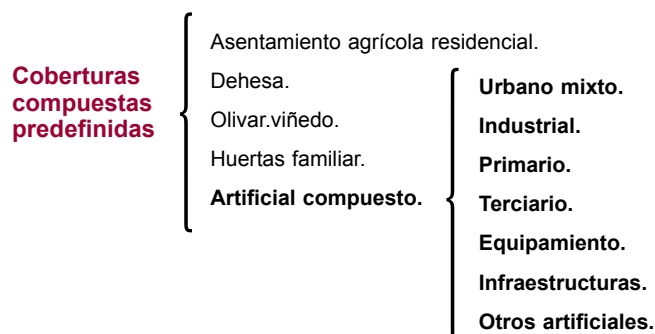 Coberturas
compuestas
predefinidas
Asentamiento agrícola residencial.
Dehesa.
Olivar.viñedo.
Huertas familiar.
Artificial compuesto.
Urbano mixto.
Industrial.
Primario.
Terciario.
Equipamiento.
Infraestructuras.
Otros artificiales.